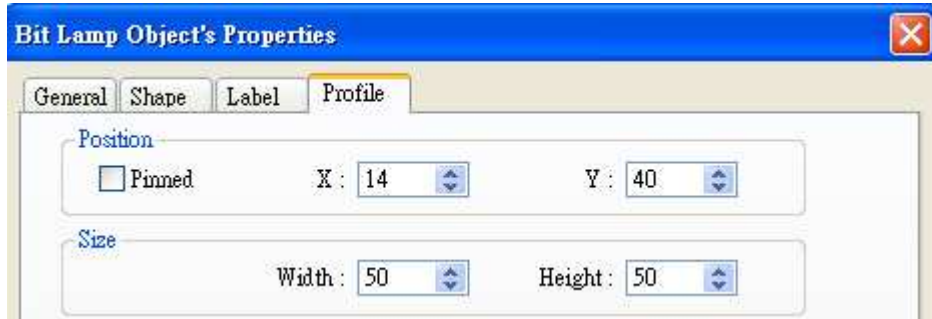 Bit Lamp Object's Properties
General Shape Label Profile
Position
Pinned X : 14 Y : 40
Size
Width : 50 Height : 50